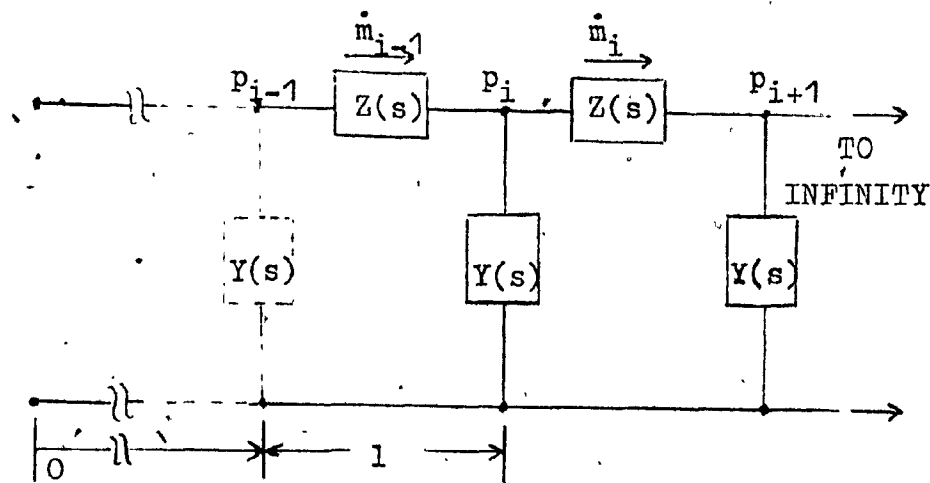 ṁᵢ₋₁ ṁᵢ
pᵢ₋₁ Z(s) pᵢ Z(s) pᵢ₊₁
TO
INFINITY
Y(s) Y(s) Y(s)
0 1